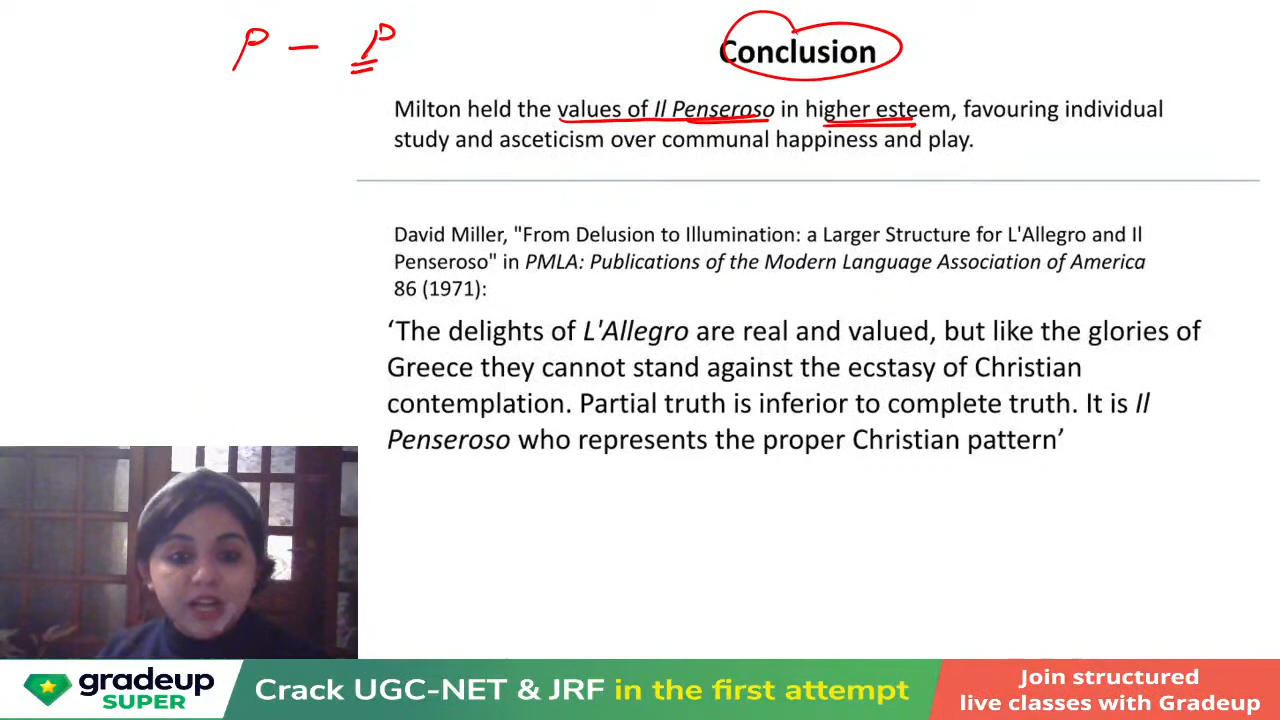 P – P
Conclusion
Milton held the values of Il Penseroso in higher esteem, favouring individual
study and asceticism over communal happiness and play.
David Miller, "From Delusion to Illumination: a Larger Structure for L'Allegro and Il
Penseroso" in PMLA: Publications of the Modern Language Association of America
86 (1971):
‘The delights of L'Allegro are real and valued, but like the glories of
Greece they cannot stand against the ecstasy of Christian
contemplation. Partial truth is inferior to complete truth. It is Il
Penseroso who represents the proper Christian pattern’
gradeup
SUPER
Crack UGC-NET & JRF in the first attempt
Join structured
live classes with Gradeup